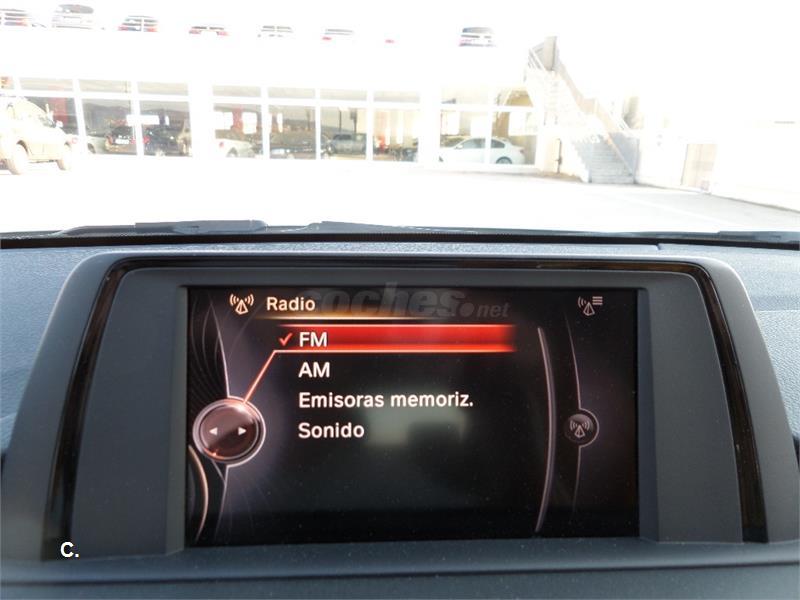 Radio
coches.net
FM
AM
Emisoras memoriz.
Sonido
C.